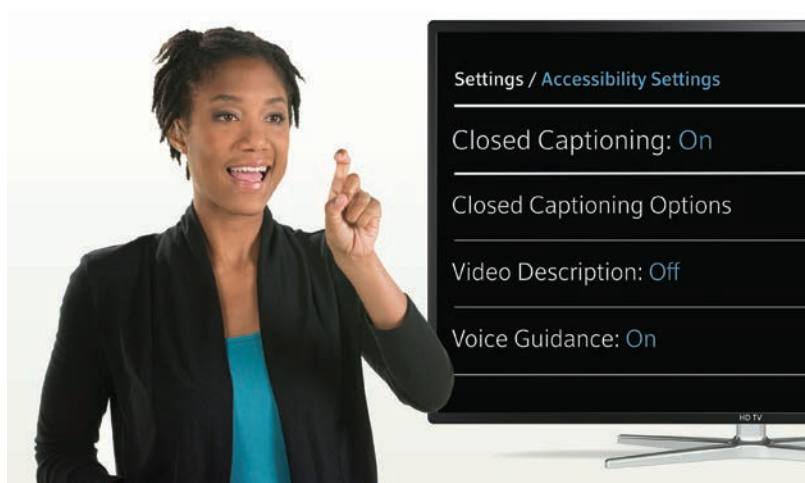 Settings / Accessibility Settings
Closed Captioning: On
Closed Captioning Options
Video Description: Off
Voice Guidance: On
HD TV